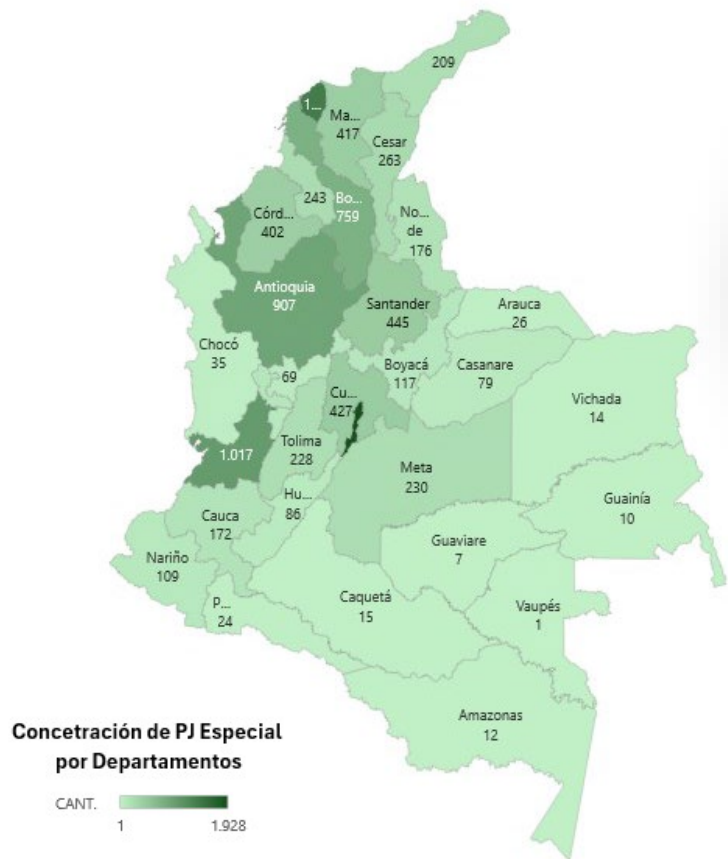 209
1...
Ma...
417
Cesar
263
243
Bo...
759
Córd...
402
No...
de
176
Antioquia
907
Santander
445
Arauca
26
Chocó
35
69
Boyacá
117
Casanare
79
Cu...
427
Vichada
14
1.017
Tolima
228
Meta
230
Hu...
86
Guainía
10
Cauca
172
Guaviare
7
Nariño
109
P...
24
Caquetá
15
Vaupés
1
Amazonas
12
Concetración de PJ Especial
por Departamentos
CANT.
1 1.928